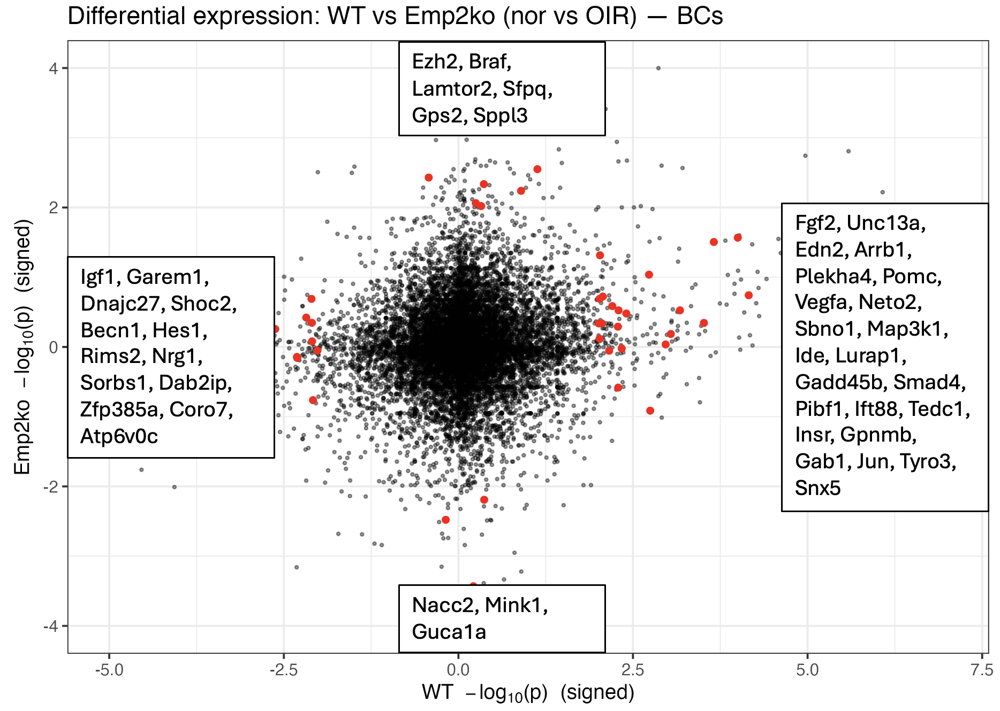 Differential expression: WT vs Emp2ko (nor vs OIR) — BCs
Ezh2, Braf,
Lamtor2, Sfpq,
Gps2, Sppl3
Igf1, Garem1,
Dnajc27, Shoc2,
Becn1, Hes1,
Rims2, Nrg1,
Sorbs1, Dab2ip,
Zfp385a, Coro7,
Atp6v0c
Fgf2, Unc13a,
Edn2, Arrb1,
Plekha4, Pomc,
Vegfa, Neto2,
Sbno1, Map3k1,
Ide, Lurap1,
Gadd45b, Smad4,
Pibf1, Ift88, Tedc1,
Insr, Gpnmb,
Gab1, Jun, Tyro3,
Snx5
Nacc2, Mink1,
Guca1a
4
2
0
-2
-4
Emp2ko −log₁₀(p) (signed)
-5.0 -2.5 0.0 2.5 5.0 7.5
WT −log₁₀(p) (signed)